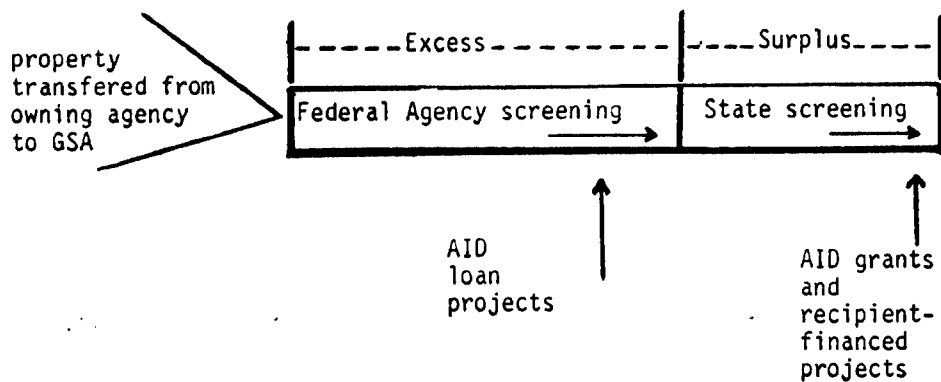 Excess
Surplus
property
transfered from
owning agency
to GSA
Federal Agency screening
State screening
AID
loan
projects
AID grants
and
recipient-
financed
projects